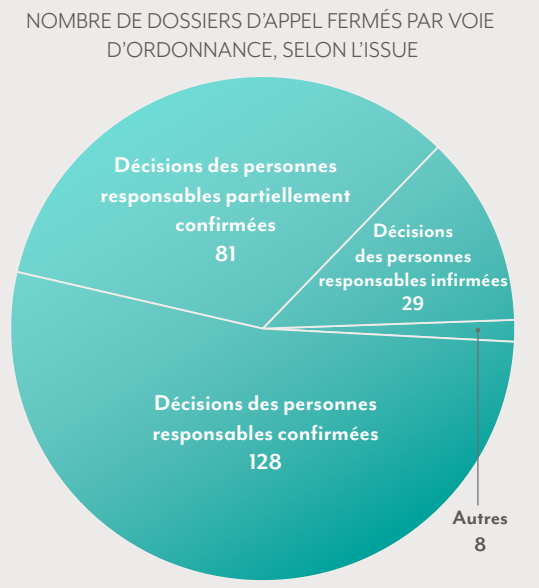 NOMBRE DE DOSSIERS D’APPEL FERMÉS PAR VOIE
D’ORDONNANCE, SELON L’ISSUE
Décisions des personnes
responsables partiellement
confirmées
81
Décisions
des personnes
responsables infirmées
29
Décisions des personnes
responsables confirmées
128
Autres
8